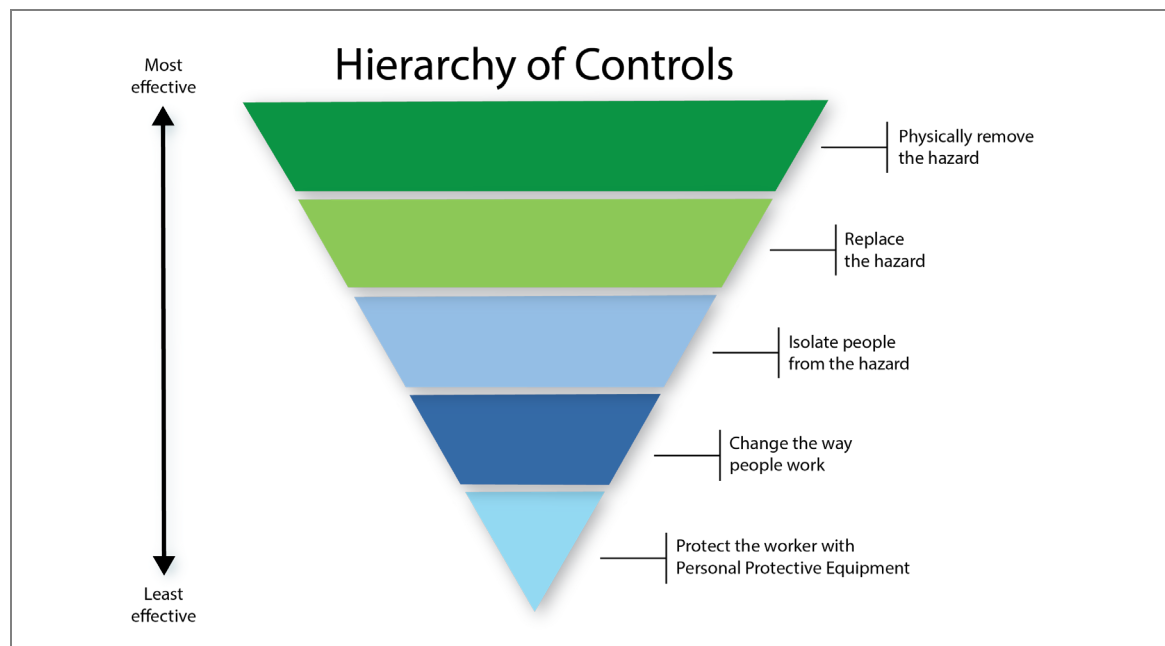 Hierarchy of Controls
Most
effective
Physically remove
the hazard
Replace
the hazard
Isolate people
from the hazard
Change the way
people work
Protect the worker with
Personal Protective Equipment
Least
effective